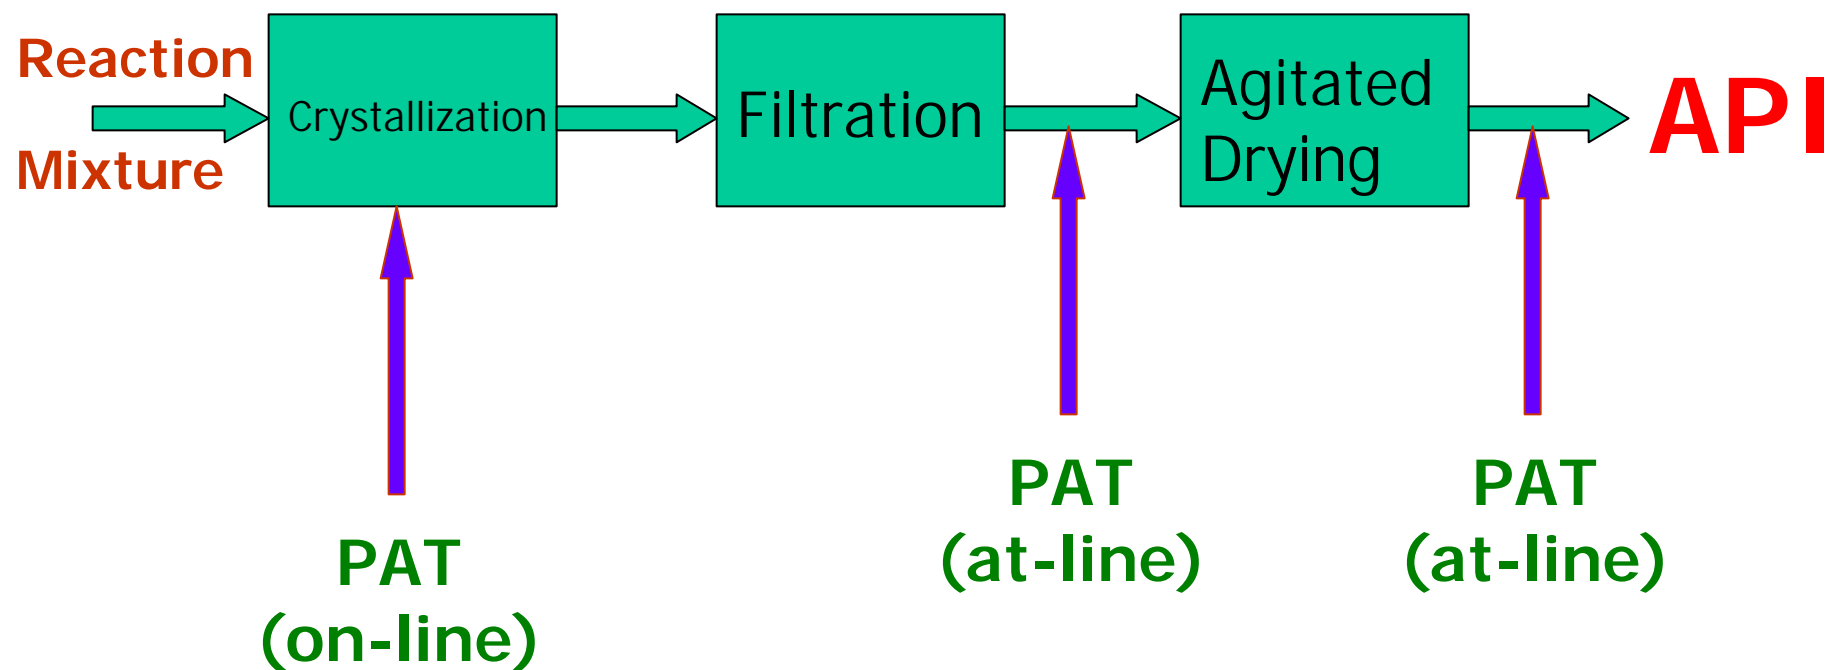 Reaction
Mixture
Crystallization
Filtration
Agitated
Drying
API
PAT
(on-line)
PAT
(at-line)
PAT
(at-line)